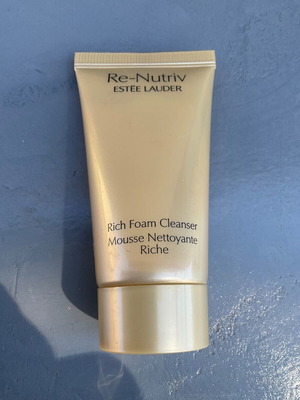 Re-Nutriv
ESTĒE LAUDER
Rich Foam Cleanser
Mousse Nettoyante
Riche